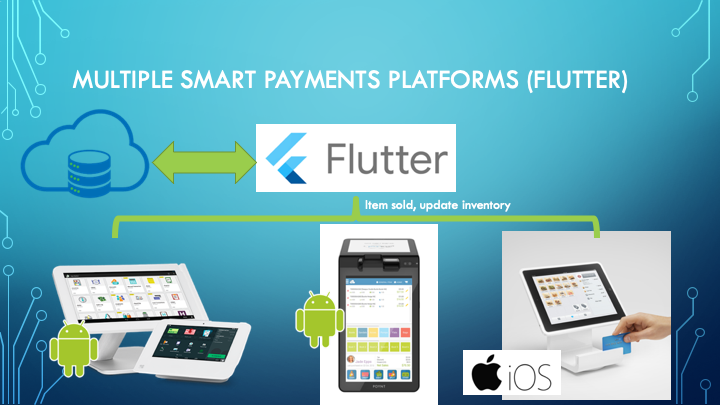 MULTIPLE SMART PAYMENTS PLATFORMS (FLUTTER)
Flutter
Item sold, update inventory
iOS